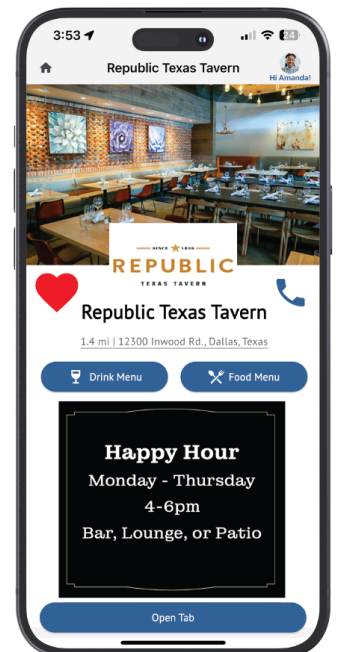 3:53
24
Republic Texas Tavern
Hi Amanda!
SINCE 1836
REPUBLIC
TEXAS TAVERN
Republic Texas Tavern
1.4 mi | 12300 Inwood Rd., Dallas, Texas
Drink Menu
Food Menu
Happy Hour
Monday - Thursday
4-6pm
Bar, Lounge, or Patio
Open Tab